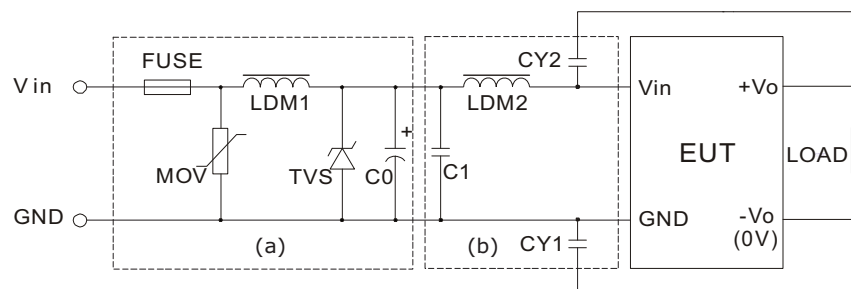 FUSE
CY2
Vin
LDM1
LDM2
Vin
+Vo
+
MOV
TVS
C0
C1
EUT
LOAD
GND
GND
-Vo
(0V)
(a)
(b)
CY1